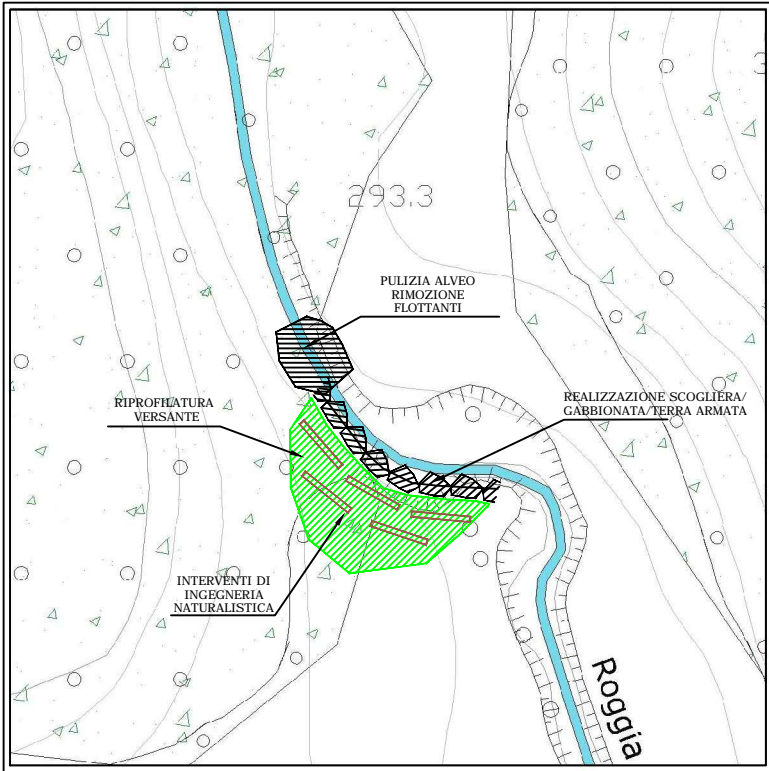 293.3
PULIZIA ALVEO
RIMOZIONE
FLOTTANTI
RIPROFILATURA
VERSANTE
REALIZZAZIONE SCOGLIERA/
GABBIONATA/TERRA ARMATA
INTERVENTI DI
INGEGNERIA
NATURALISTICA
Roggia